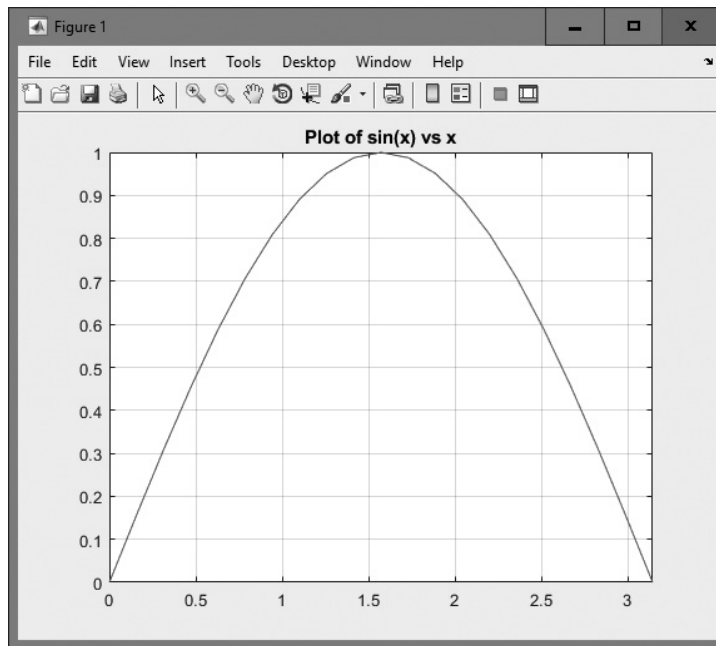 Figure 1
File Edit View Insert Tools Desktop Window Help
Plot of sin(x) vs x
1
0.9
0.8
0.7
0.6
0.5
0.4
0.3
0.2
0.1
0
0 0.5 1 1.5 2 2.5 3